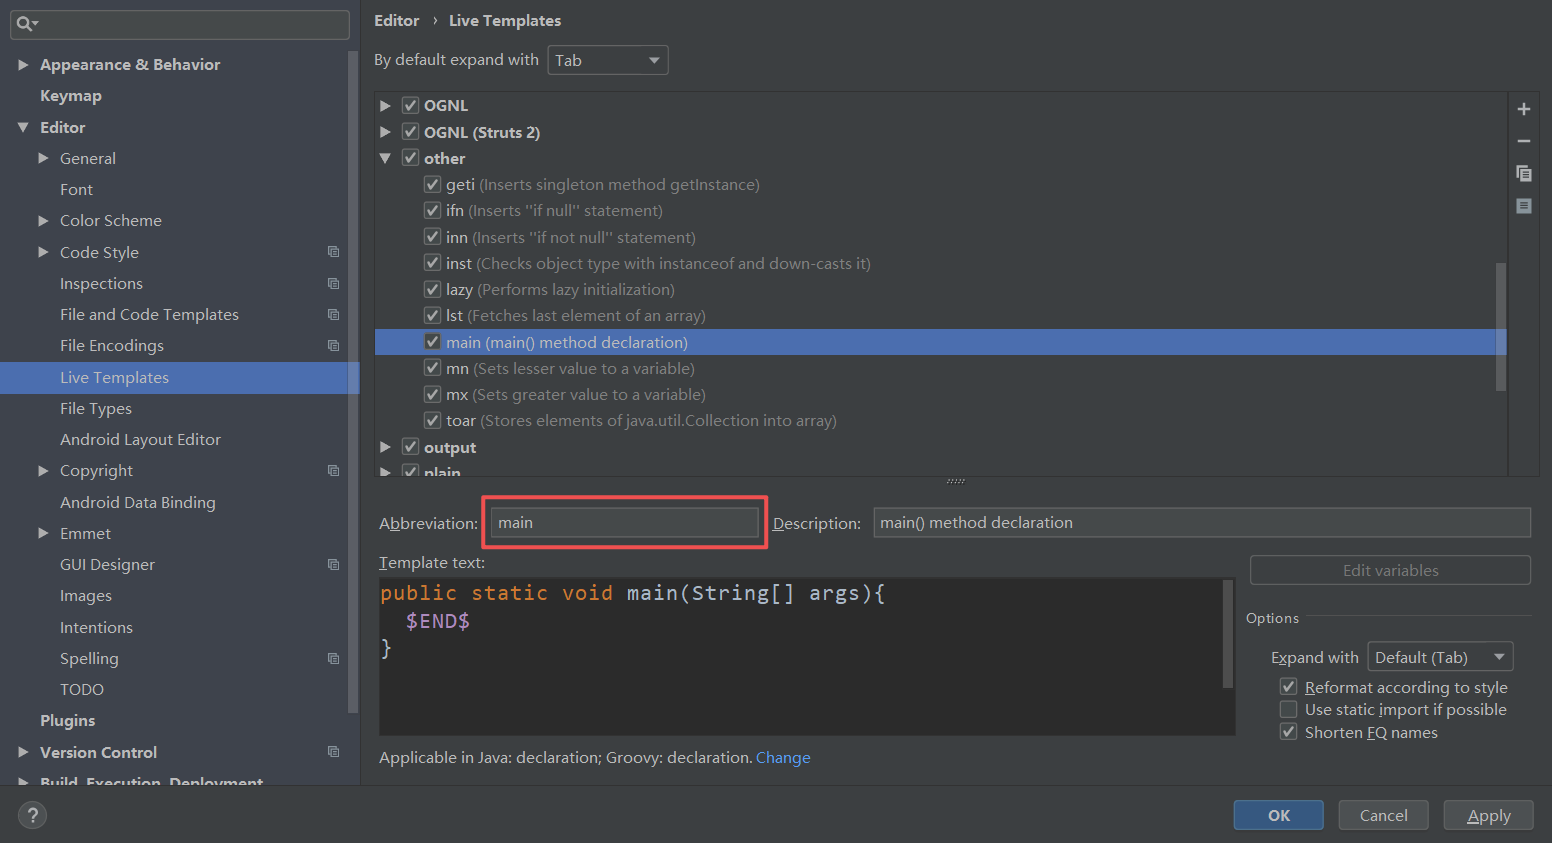 Appearance & Behavior
Keymap
Editor
General
Font
Color Scheme
Code Style
Inspections
File and Code Templates
File Encodings
Live Templates
File Types
Android Layout Editor
Copyright
Android Data Binding
Emmet
GUI Designer
Images
Intentions
Spelling
TODO
Plugins
Version Control
Build, Execution, Deployment
Editor › Live Templates
By default expand with Tab
OGNL
OGNL (Struts 2)
other
geti (Inserts singleton method getInstance)
ifn (Inserts ''if null'' statement)
inn (Inserts ''if not null'' statement)
inst (Checks object type with instanceof and down-casts it)
lazy (Performs lazy initialization)
lst (Fetches last element of an array)
main (main() method declaration)
mn (Sets lesser value to a variable)
mx (Sets greater value to a variable)
toar (Stores elements of java.util.Collection into array)
output
plain
Abbreviation: main Description: main() method declaration
Template text:
public static void main(String[] args){
$END$
}
Edit variables
Options
Expand with Default (Tab)
Reformat according to style
Use static import if possible
Shorten FQ names
Applicable in Java: declaration; Groovy: declaration. Change
? OK Cancel Apply